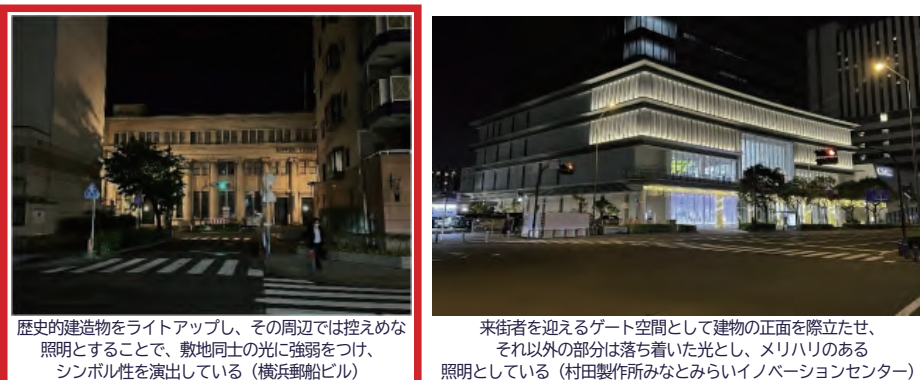 歴史的建造物をライトアップし、その周辺では控えめな
照明とすることで、敷地同士の光に強弱をつけ、
シンボル性を演出している（横浜郵船ビル）
来街者を迎えるゲート空間として建物の正面を際立たせ、
それ以外の部分は落ち着いた光とし、メリハリのある
照明としている（村田製作所みなとみらいイノベーションセンター）